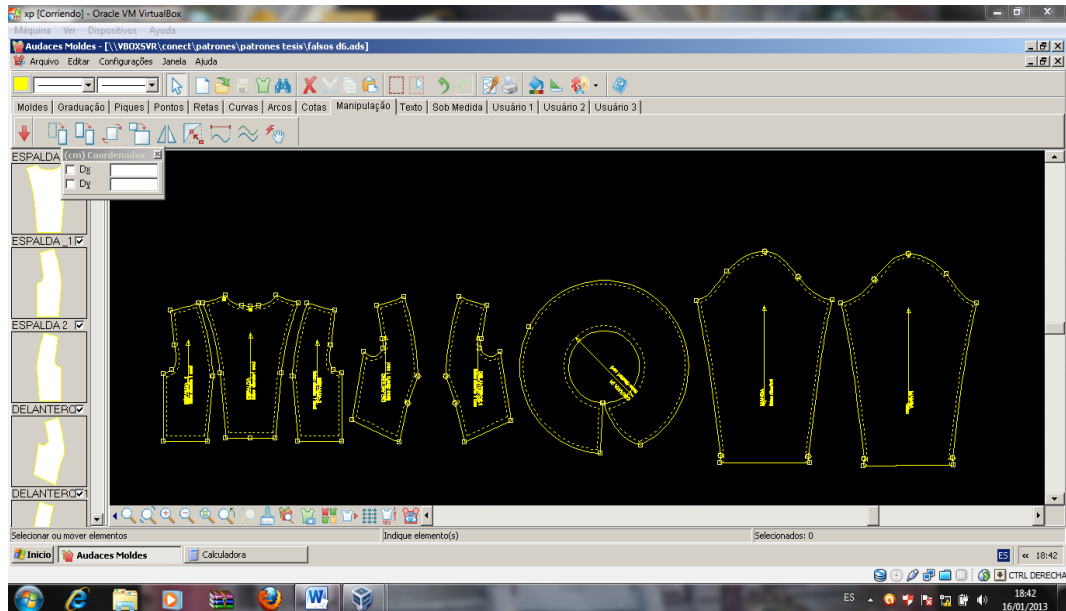 xp [Corriendo] - Oracle VM VirtualBox
Máquina Ver Dispositivos Ayuda
Audaces Moldes - [\\VBOXSVR\conect\patrones\patrones tesis\falsos d6.ads]
Arquivo Editar Configurações Janela Ajuda
Moldes Graduação Piques Pontos Retas Curvas Arcos Cotas Manipulação Texto Sob Medida Usuário 1 Usuário 2 Usuário 3
ESPALDA
(cm) Coordenadas
Dx
Dy
ESPALDA_1
ESPALDA 2
DELANTERO
DELANTERO 1
Selecionar ou mover elementos Indique elemento(s) Selecionados: 0
Inicio Audaces Moldes Calculadora ES « 18:42
CTRL DERECHA
ES 18:42
16/01/2013